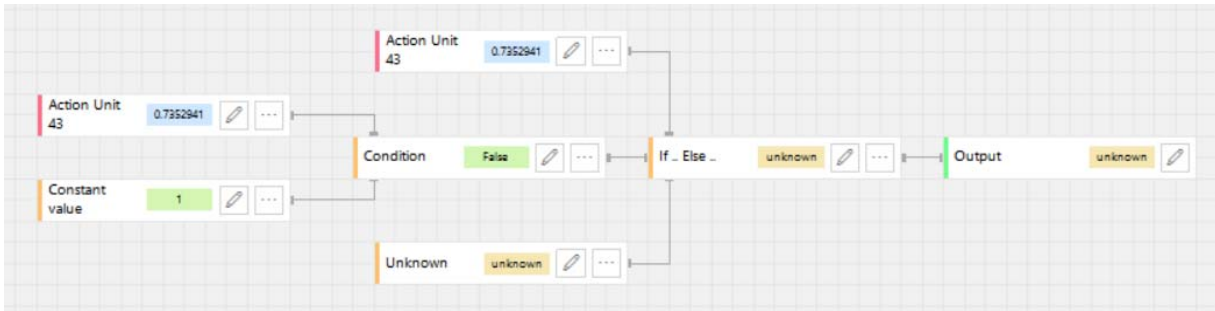 Action Unit
43
0.7352941
...
Action Unit
43
0.7352941
...
Condition
False
...
If .. Else ..
unknown
...
Output
unknown
Constant
value
1
...
Unknown
unknown
...